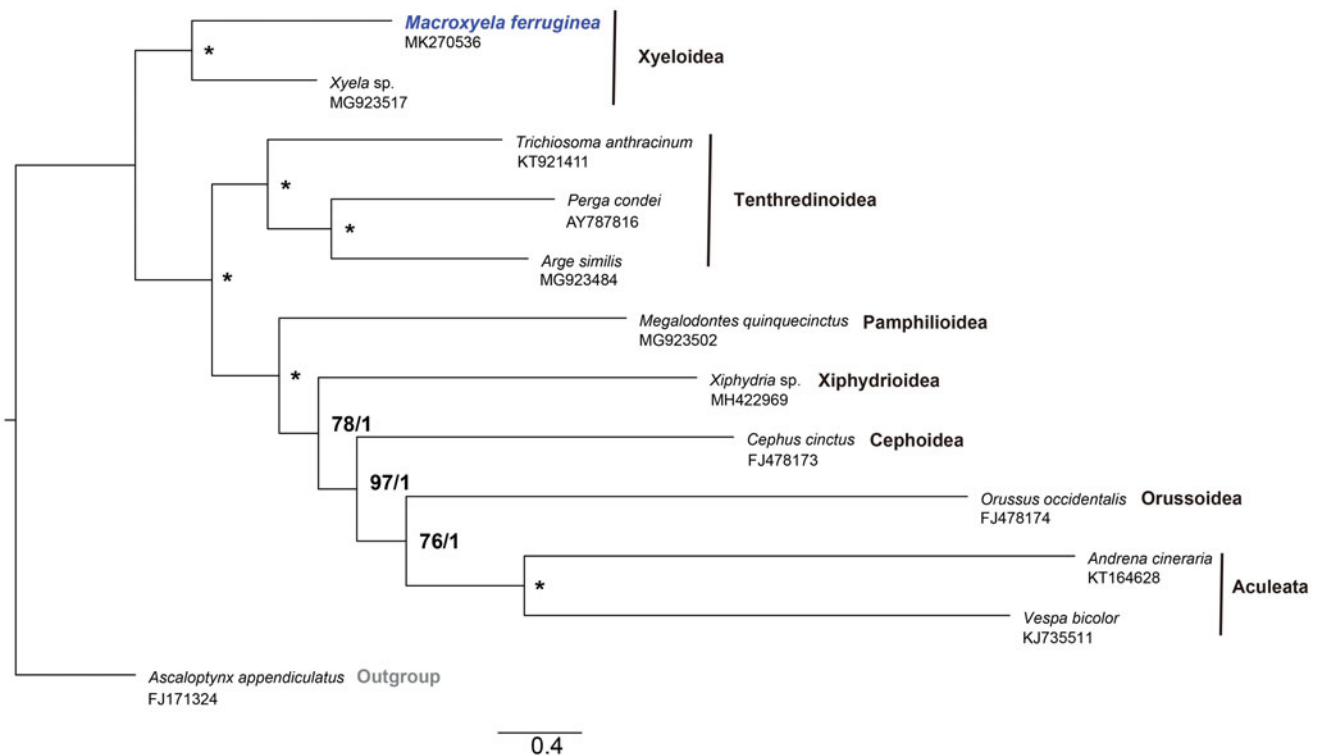 Macroxyela ferruginea
MK270536
*
Xyeloidea
Xyela sp.
MG923517
Trichiosoma anthracinum
KT921411
*
Perga condei
AY787816
Tenthredinoidea
*
Arge similis
MG923484
*
Megalodontes quinquecinctus Pamphilioidea
MG923502
*
Xiphydria sp. Xiphydrioidea
MH422969
78/1
Cephus cinctus Cephoidea
FJ478173
97/1
Orussus occidentalis Orussoidea
FJ478174
76/1
Andrena cineraria
KT164628
*
Aculeata
Vespa bicolor
KJ735511
Ascaloptynx appendiculatus Outgroup
FJ171324
0.4